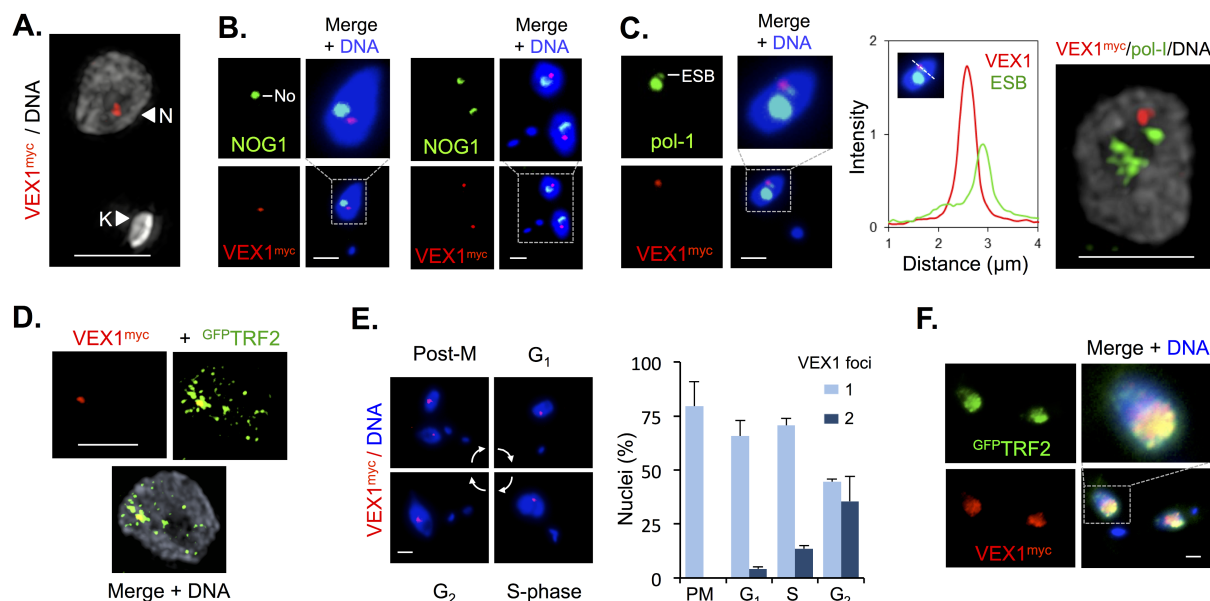 A.
VEX1myc / DNA
N
K
B.
Merge
+ DNA
No
NOG1
VEX1myc
Merge
+ DNA
NOG1
VEX1myc
C.
Merge
+ DNA
ESB
pol-1
VEX1myc
2
1
0
Intensity
VEX1
ESB
1 2 3 4
Distance (µm)
VEX1myc/pol-I/DNA
D.
VEX1myc + GFPTRF2
Merge + DNA
E.
VEX1myc / DNA
Post-M G1
G2 S-phase
100
75
50
25
0
Nuclei (%)
VEX1 foci
1
2
PM G1 S G2
F.
Merge + DNA
GFPTRF2
VEX1myc